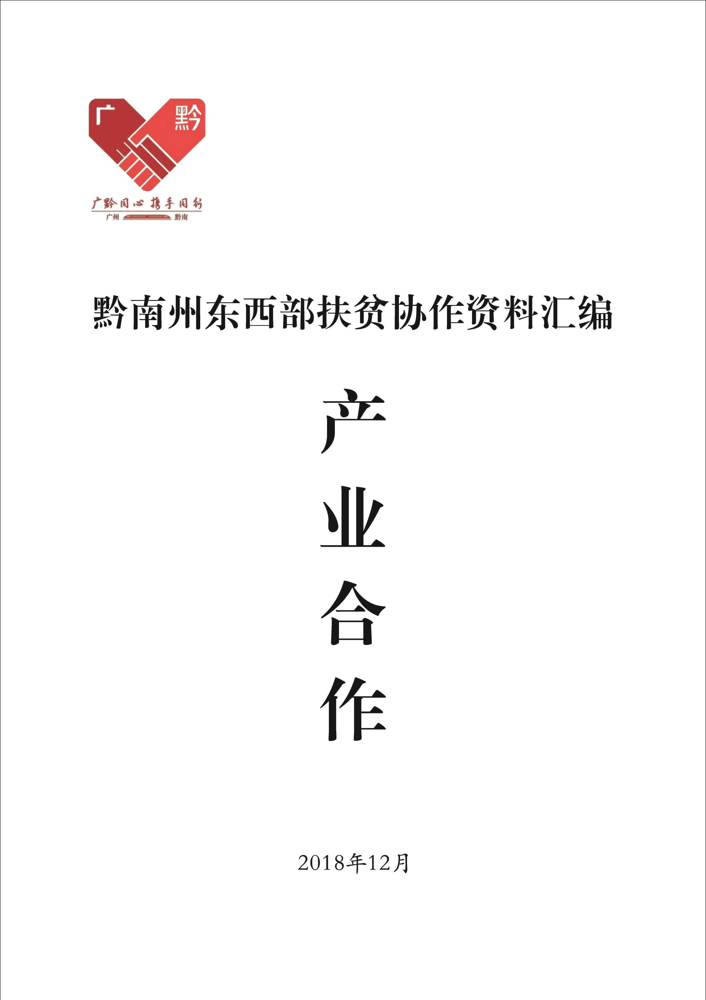 广 黔
广黔同心 携手同行
广州 黔南
黔南州东西部扶贫协作资料汇编
产
业
合
作
2018年12月